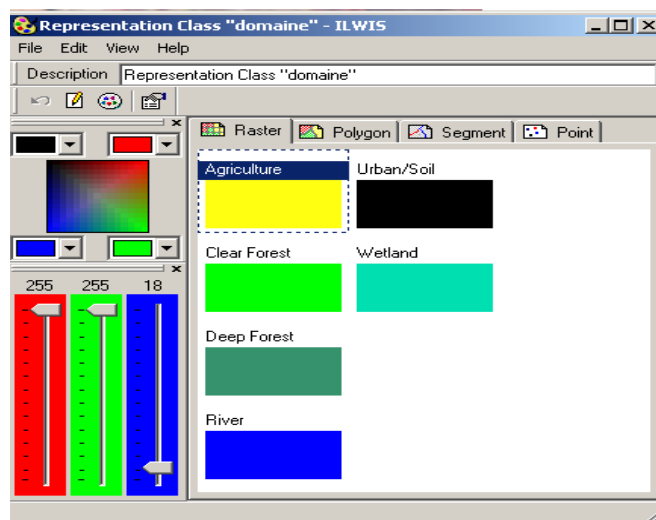 Representation Class "domaine" - ILWIS
File Edit View Help
Description Representation Class "domaine"
Raster Polygon Segment Point
Agriculture Urban/Soil
Clear Forest Wetland
255 255 18
Deep Forest
River